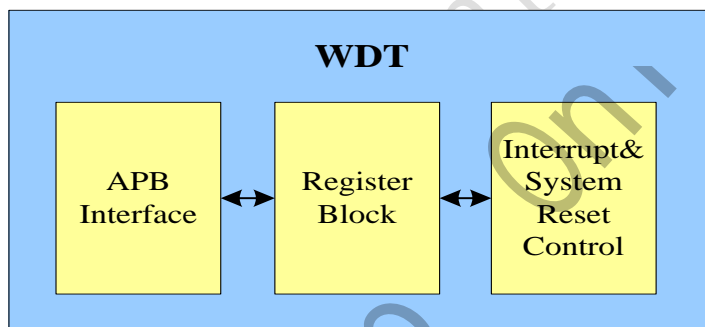 WDT
APB
Interface
Register
Block
Interrupt&
System
Reset
Control